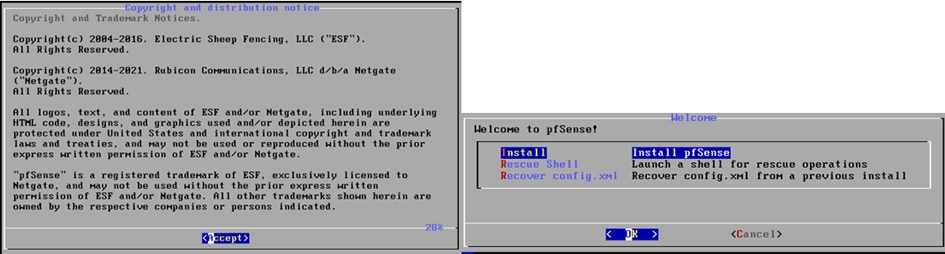 Copyright and distribution notice
Copyright and Trademark Notices.
Copyright(c) 2004-2016. Electric Sheep Fencing, LLC ("ESF").
All Rights Reserved.
Copyright(c) 2014-2021. Rubicon Communications, LLC d/b/a Netgate
("Netgate").
All Rights Reserved.
All logos, text, and content of ESF and/or Netgate, including underlying
HTML code, designs, and graphics used and/or depicted herein are
protected under United States and international copyright and trademark
laws and treaties, and may not be used or reproduced without the prior
express written permission of ESF and/or Netgate.
"pfSense" is a registered trademark of ESF, exclusively licensed to
Netgate, and may not be used without the prior express written
permission of ESF and/or Netgate. All other trademarks shown herein are
owned by the respective companies or persons indicated.
28%
<Accept>
Welcome
Welcome to pfSense!
Install Install pfSense
Rescue Shell Launch a shell for rescue operations
Recover config.xml Recover config.xml from a previous install
< OK > <Cancel>